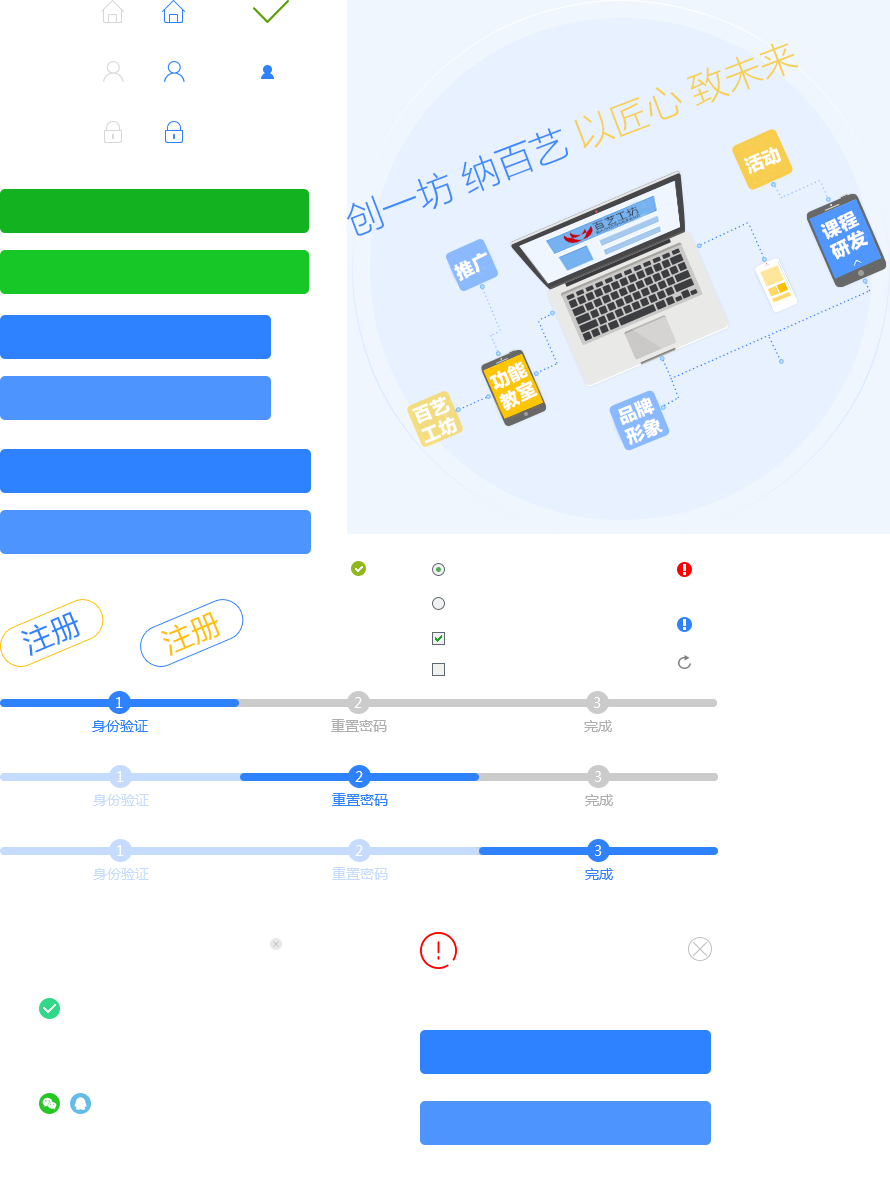 创一坊 纳百艺 以匠心 致未来
活动
课程
研发
百艺工坊
推广
功能
教室
百艺
工坊
品牌
形象
注册
注册
1 2 3
身份验证 重置密码 完成
1 2 3
身份验证 重置密码 完成
1 2 3
身份验证 重置密码 完成